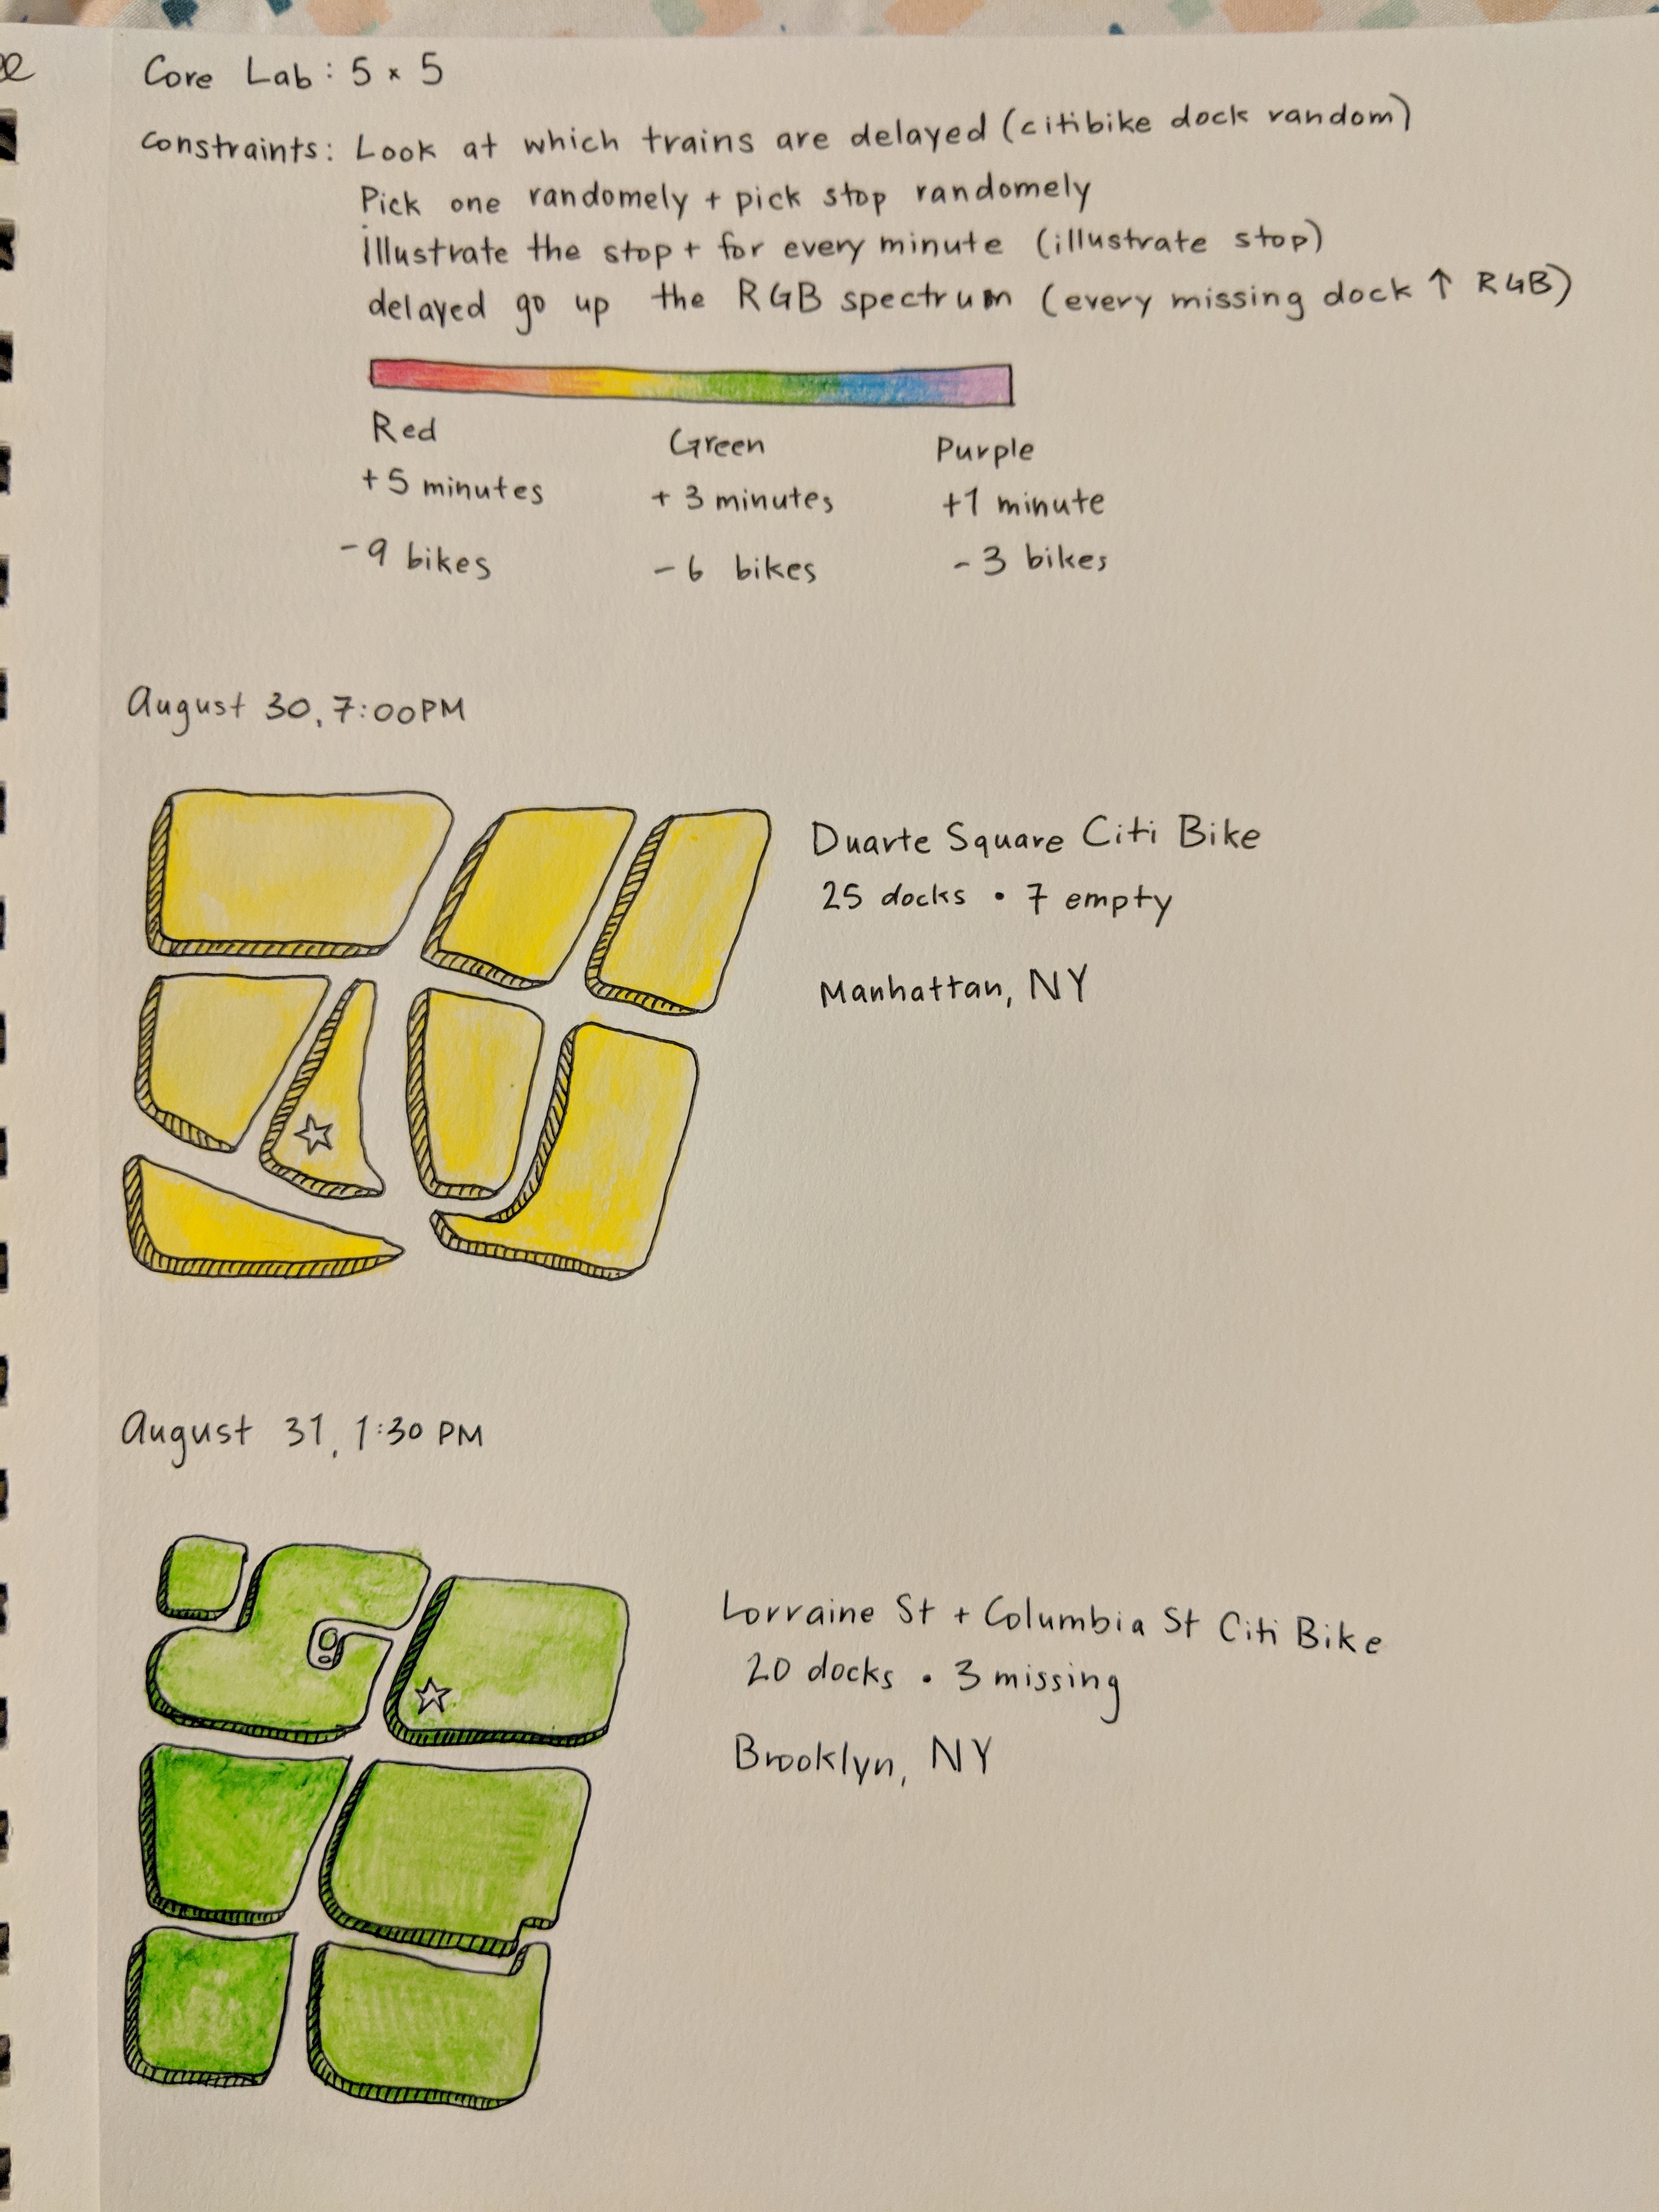 Core Lab: 5 x 5
Constraints: Look at which trains are delayed (citibike dock random)
Pick one randomely + pick stop randomely
illustrate the stop + for every minute (illustrate stop)
delayed go up the RGB spectrum (every missing dock ↑ RGB)
Red Green Purple
+5 minutes +3 minutes +1 minute
-9 bikes -6 bikes -3 bikes
August 30, 7:00PM
Duarte Square Citi Bike
25 docks • 7 empty
Manhattan, NY
August 31, 1:30 PM
Lorraine St + Columbia St Citi Bike
20 docks • 3 missing
Brooklyn, NY